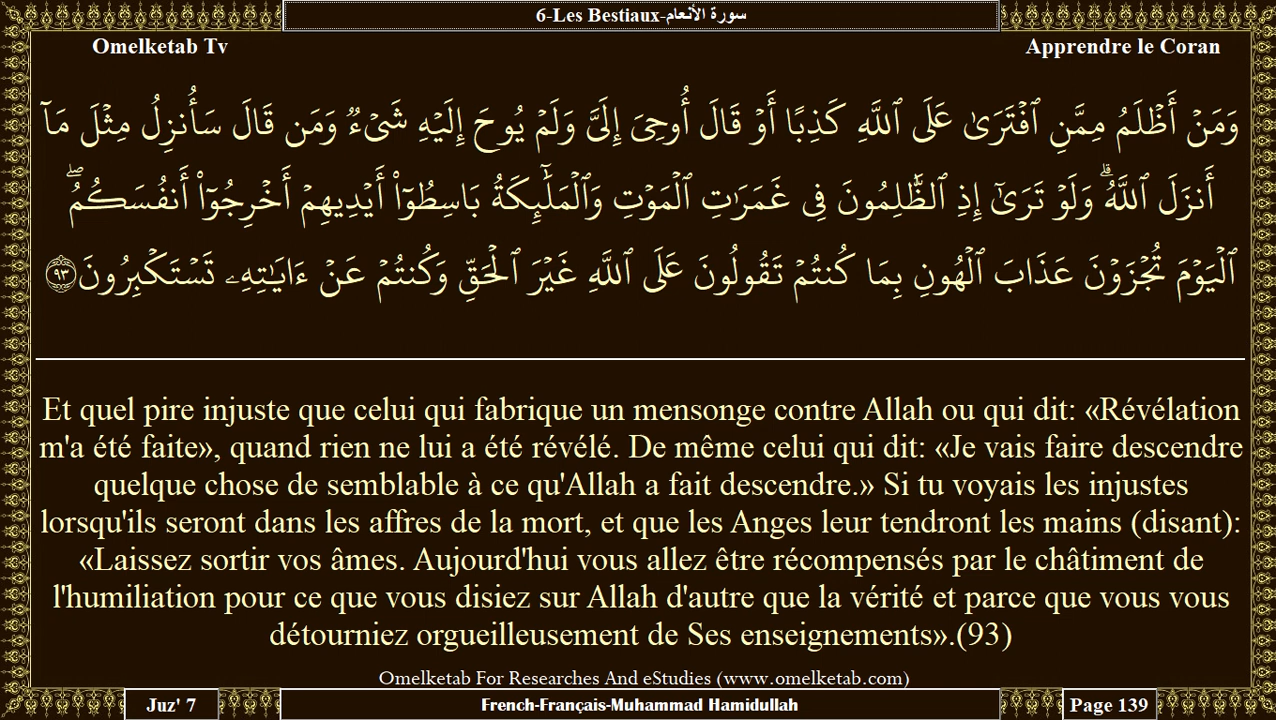 6-Les Bestiaux-سورة الأنعام
Omelketab Tv
Apprendre le Coran
وَمَنۡ أَظۡلَمُ مِمَّنِ ٱفۡتَرَىٰ عَلَى ٱللَّهِ كَذِبًا أَوۡ قَالَ أُوحِيَ إِلَيَّ وَلَمۡ يُوحَ إِلَيۡهِ شَيۡءٞ وَمَن قَالَ سَأُنزِلُ مِثۡلَ مَآ
أَنزَلَ ٱللَّهُۗ وَلَوۡ تَرَىٰٓ إِذِ ٱلظَّٰلِمُونَ فِي غَمَرَٰتِ ٱلۡمَوۡتِ وَٱلۡمَلَٰٓئِكَةُ بَاسِطُوٓاْ أَيۡدِيهِمۡ أَخۡرِجُوٓاْ أَنفُسَكُمُۖ
ٱلۡيَوۡمَ تُجۡزَوۡنَ عَذَابَ ٱلۡهُونِ بِمَا كُنتُمۡ تَقُولُونَ عَلَى ٱللَّهِ غَيۡرَ ٱلۡحَقِّ وَكُنتُمۡ عَنۡ ءَايَٰتِهِۦ تَسۡتَكۡبِرُونَ ٩٣
Et quel pire injuste que celui qui fabrique un mensonge contre Allah ou qui dit: «Révélation
m'a été faite», quand rien ne lui a été révélé. De même celui qui dit: «Je vais faire descendre
quelque chose de semblable à ce qu'Allah a fait descendre.» Si tu voyais les injustes
lorsqu'ils seront dans les affres de la mort, et que les Anges leur tendront les mains (disant):
«Laissez sortir vos âmes. Aujourd'hui vous allez être récompensés par le châtiment de
l'humiliation pour ce que vous disiez sur Allah d'autre que la vérité et parce que vous vous
détourniez orgueilleusement de Ses enseignements».(93)
Omelketab For Researches And eStudies (www.omelketab.com)
Juz' 7
French-Français-Muhammad Hamidullah
Page 139